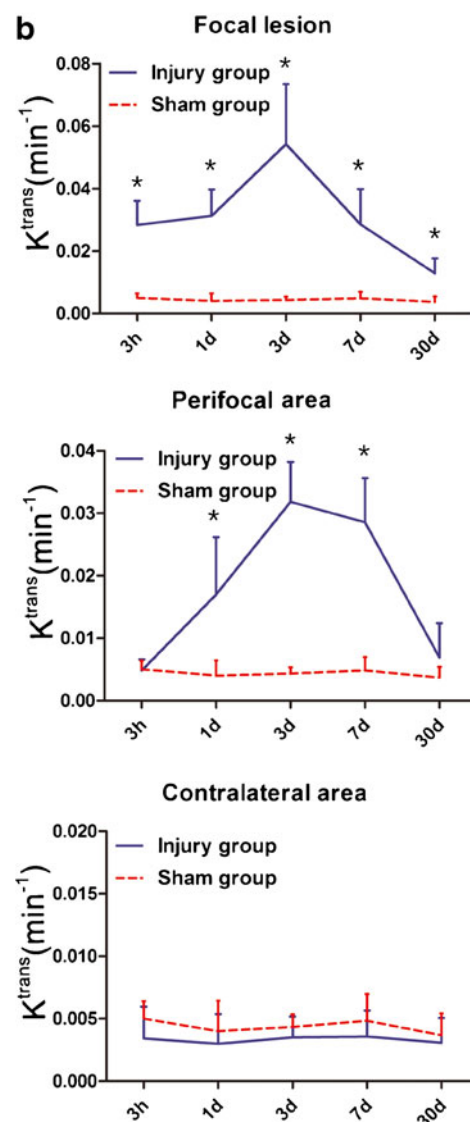 b
Focal lesion
Injury group
Sham group
K^trans(min^-1)
0.08
*
0.06
*
*
*
0.04
*
0.02
0.00
3h 1d 3d 7d 30d
Perifocal area
Injury group
Sham group
K^trans(min^-1)
0.04
*
*
0.03
*
0.02
0.01
0.00
3h 1d 3d 7d 30d
Contralateral area
Injury group
Sham group
K^trans(min^-1)
0.020
0.015
0.010
0.005
0.000
3h 1d 3d 7d 30d